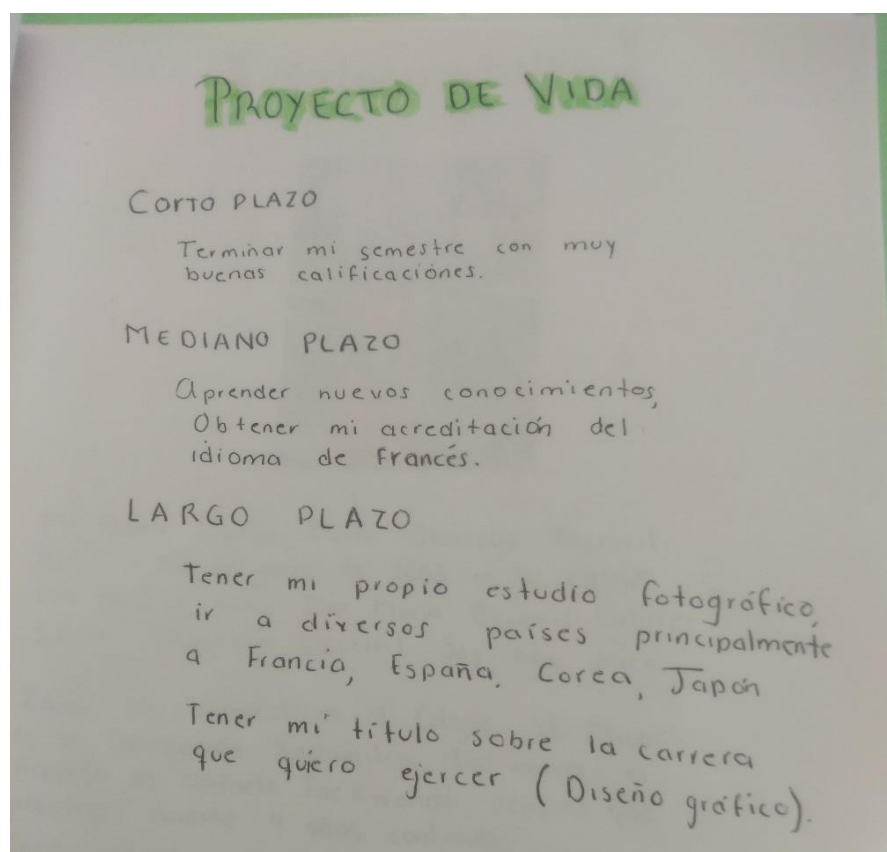 PROYECTO DE VIDA
CORTO PLAZO
Terminar mi semestre con muy
buenas calificaciones.
MEDIANO PLAZO
Aprender nuevos conocimientos,
Obtener mi acreditación del
idioma de Francés.
LARGO PLAZO
Tener mi propio estudio fotográfico,
ir a diversos países principalmente
a Francia, España, Corea, Japón
Tener mi título sobre la carrera
que quiero ejercer (Diseño gráfico).